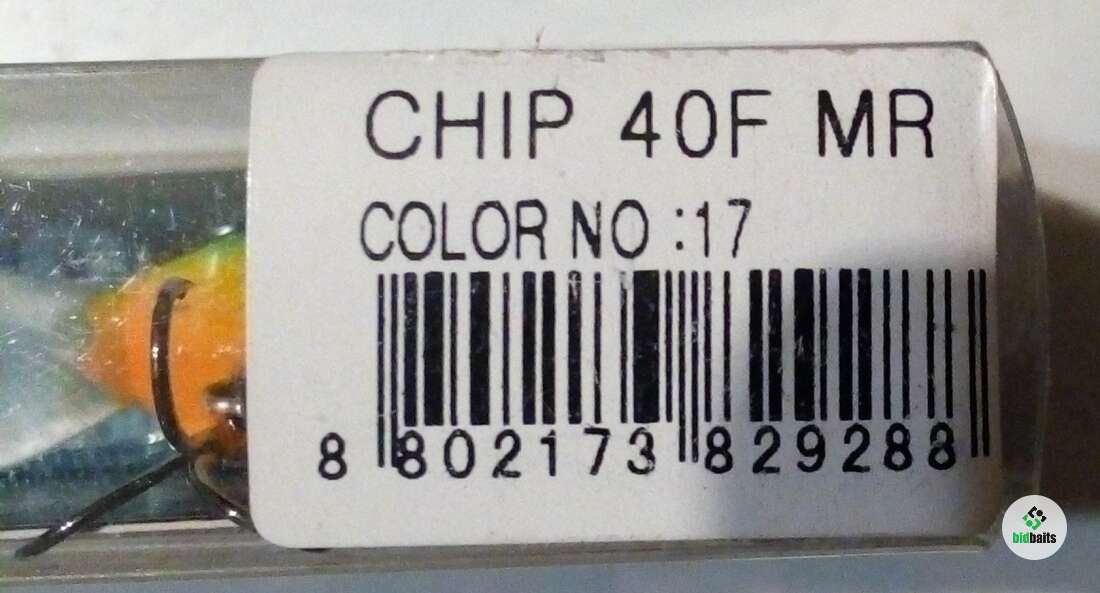 CHIP 40F MR
COLOR NO :17
8 802173 829288
bidbaits